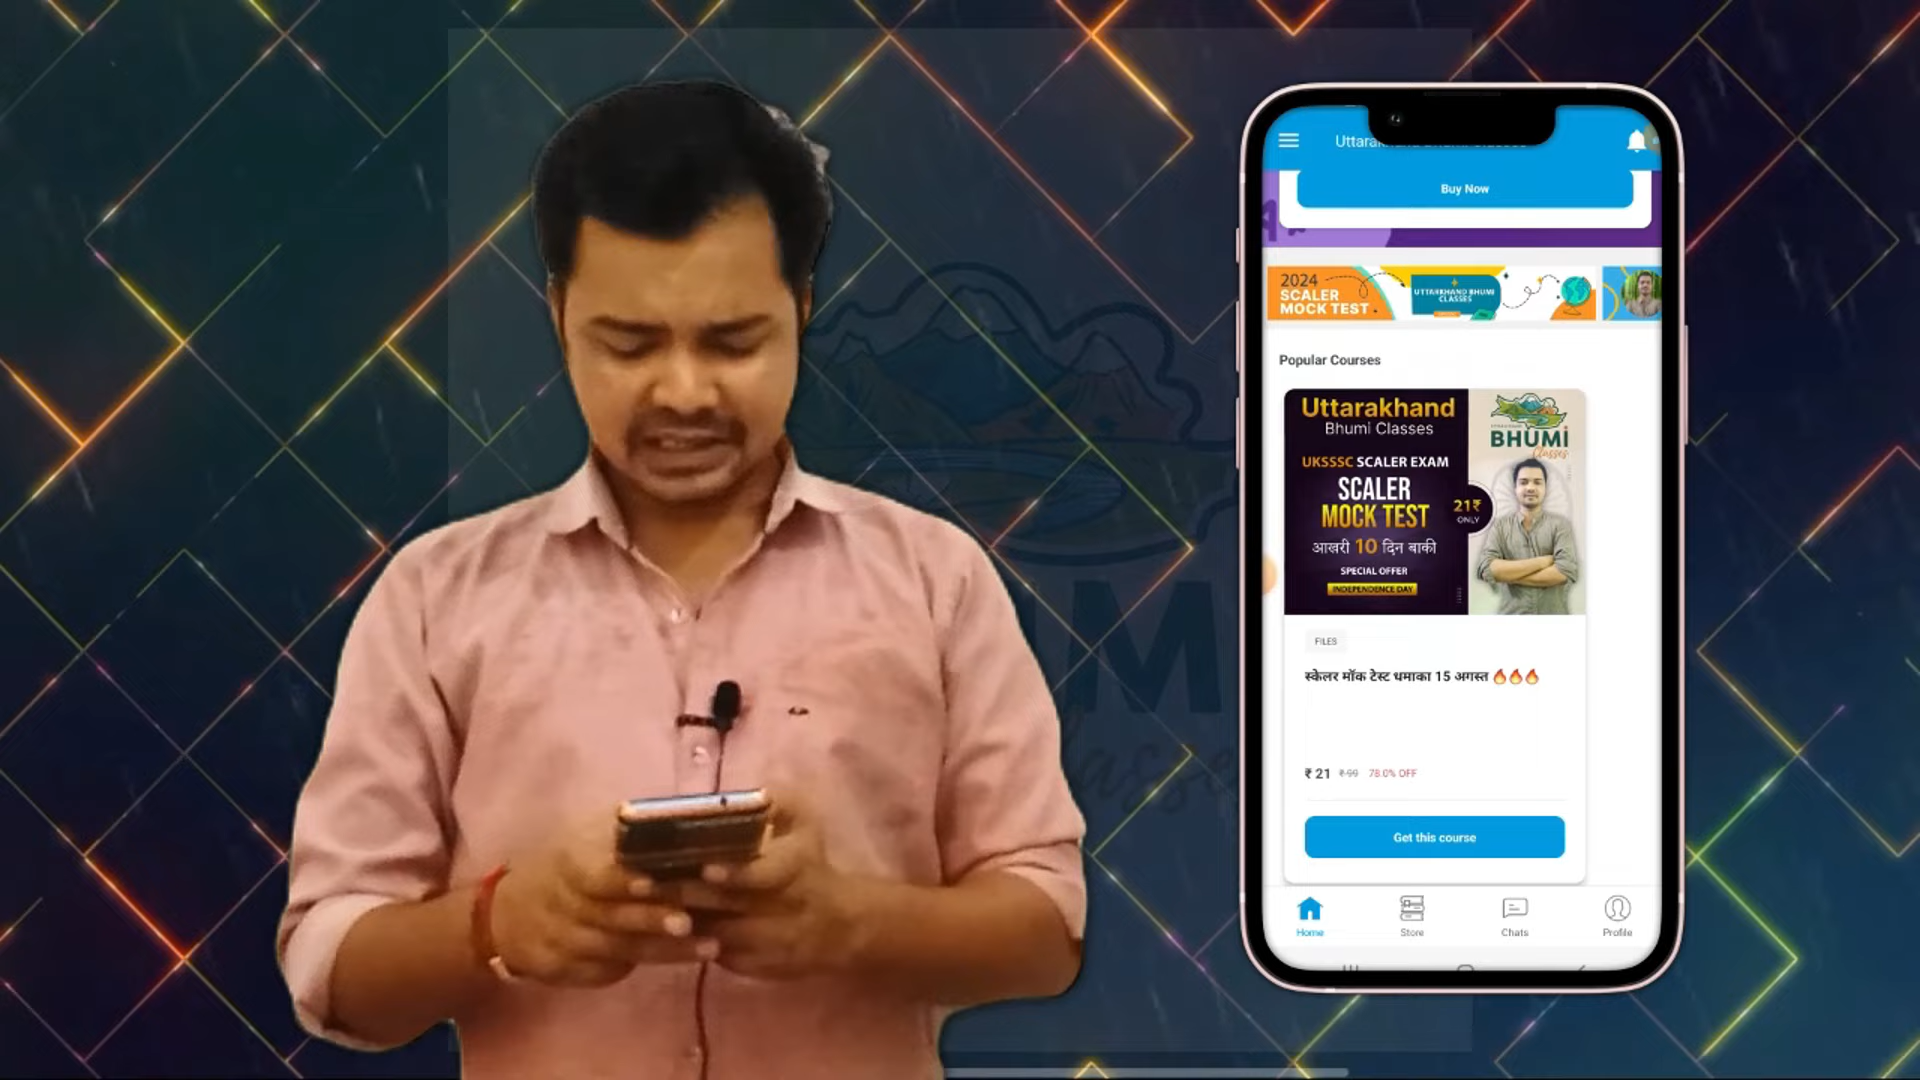 Buy Now
2024
SCALER
MOCK TEST
UTTARKHAND BHUMI
CLASSES
Popular Courses
Uttarakhand
Bhumi Classes
UKSSSC SCALER EXAM
SCALER
MOCK TEST
आखरी 10 दिन बाकी
SPECIAL OFFER
INDEPENDENCE DAY
21₹
ONLY
BHUMI
Classes
FILES
स्केलर मॉक टेस्ट धमाका 15 अगस्त 🔥🔥🔥
₹ 21 ₹ 99 78.0% OFF
Get this course
Home
Store
Chats
Profile